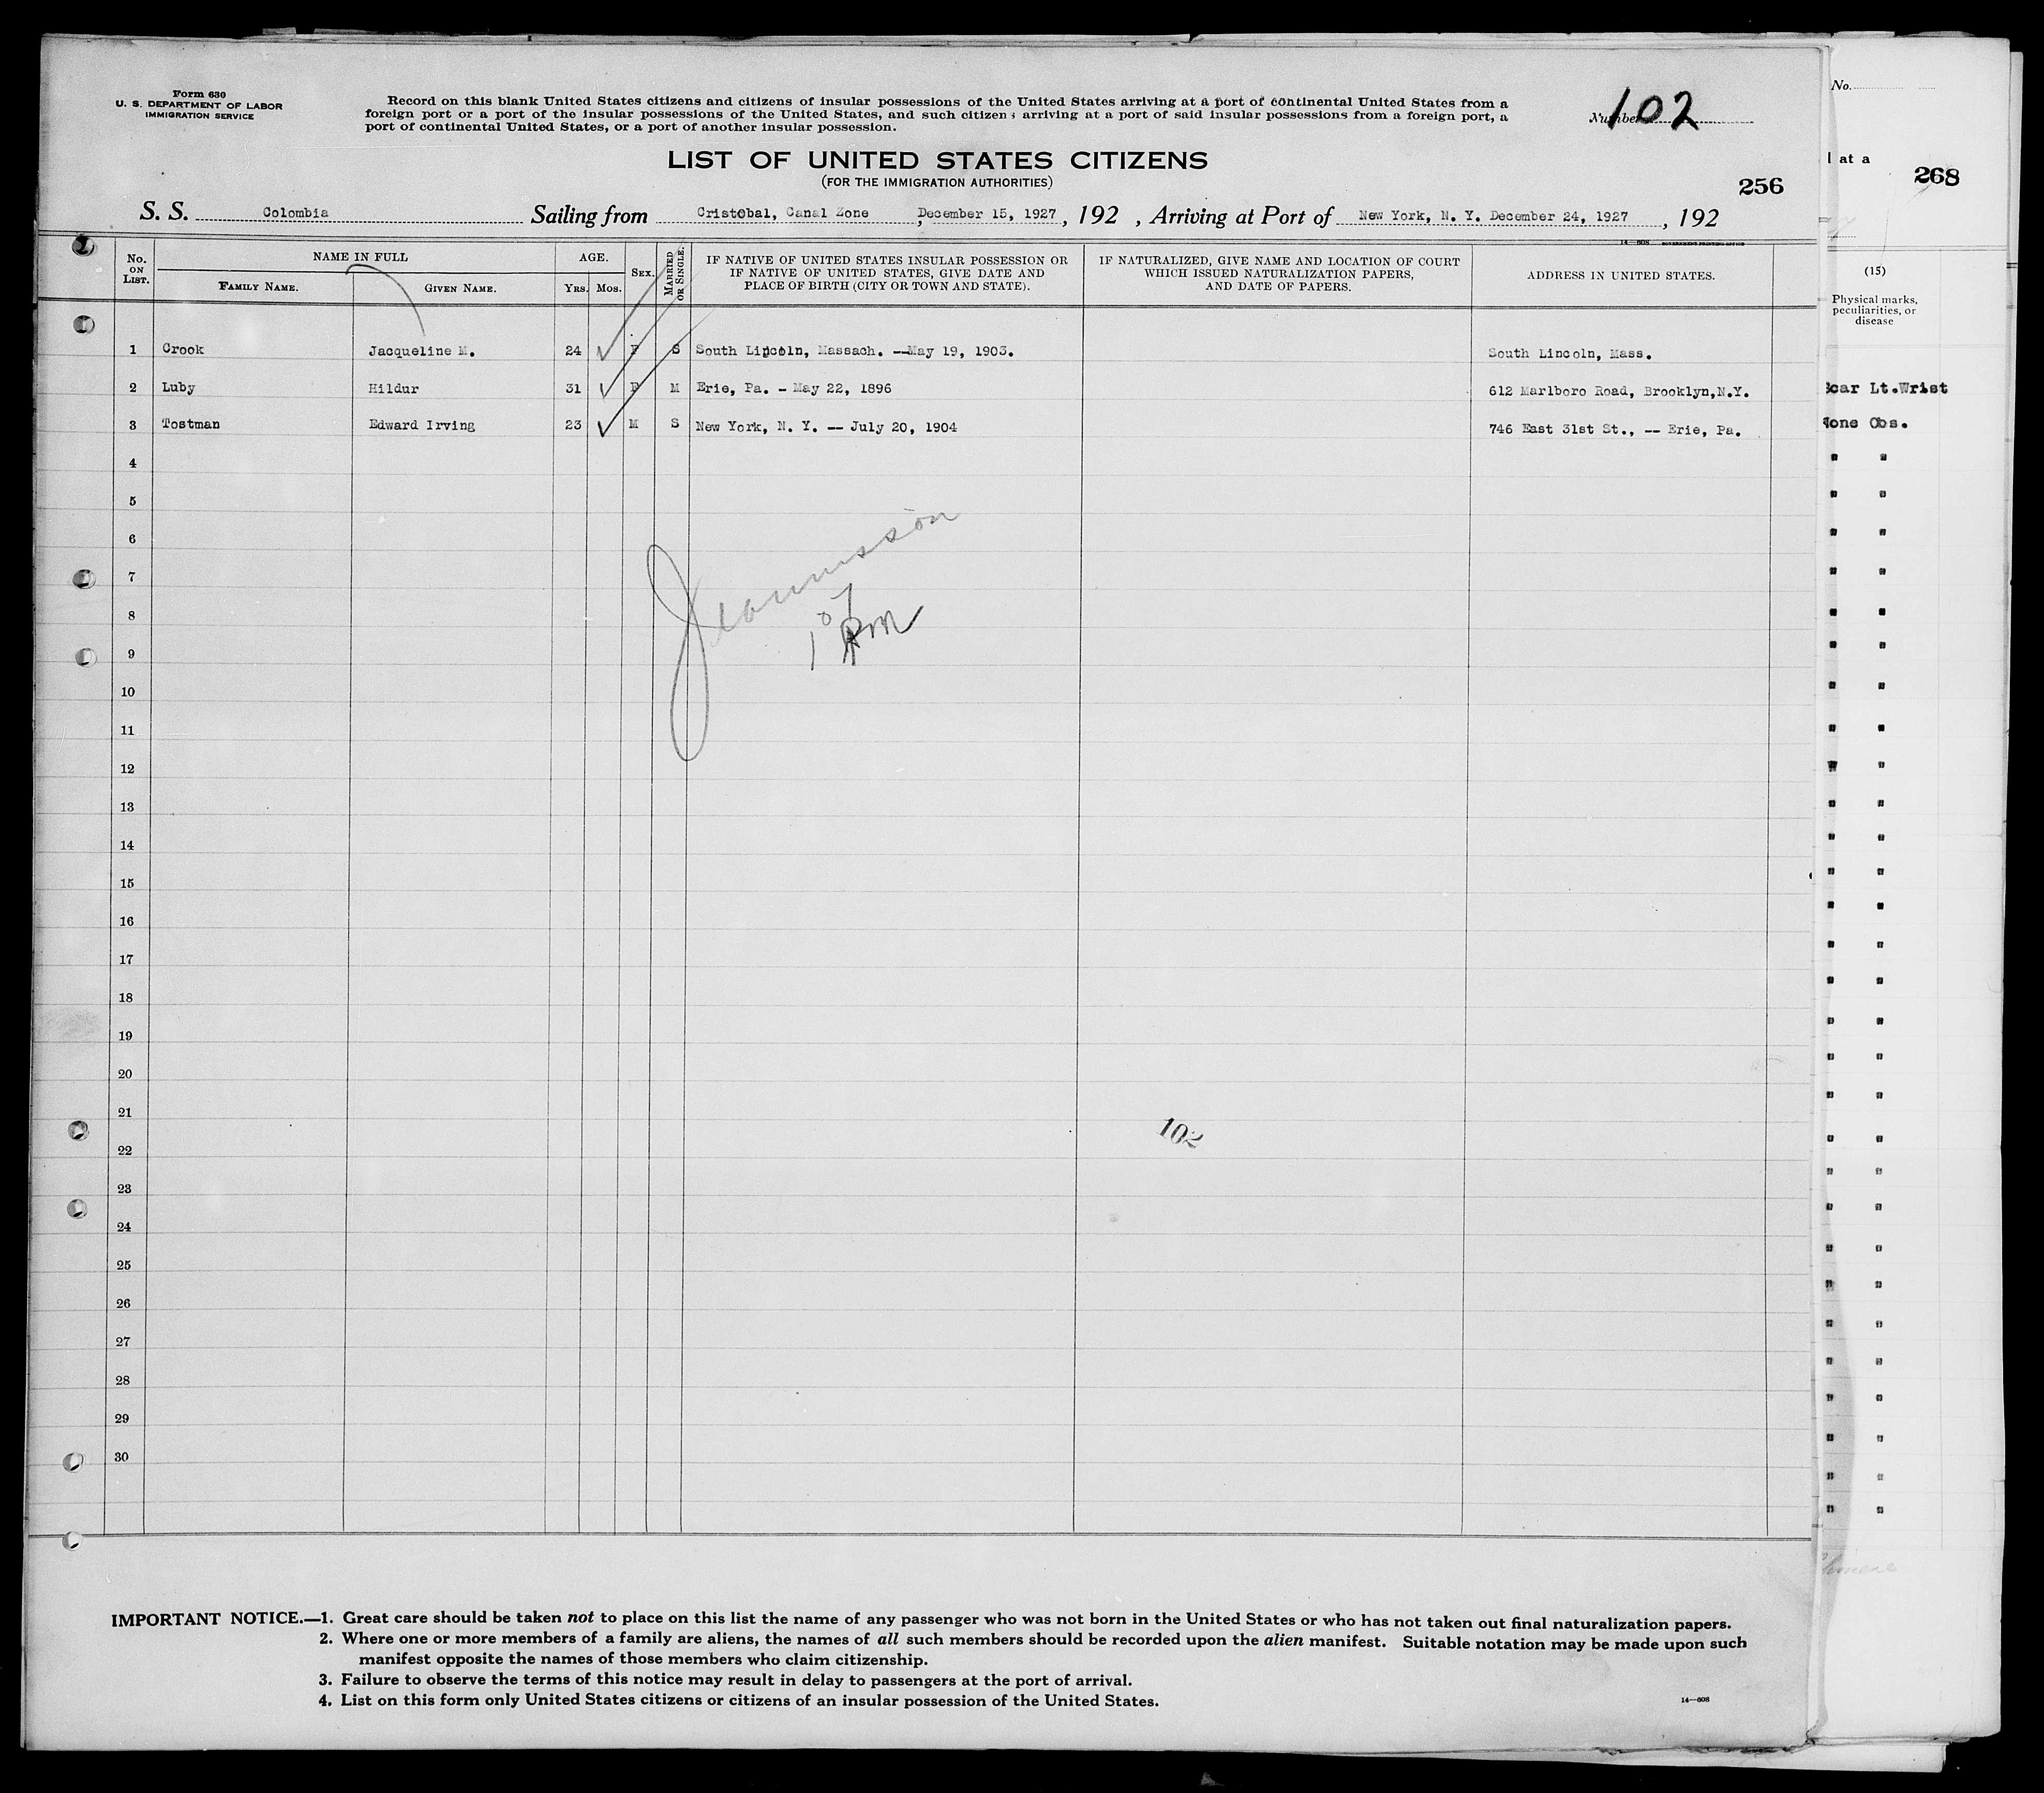 Form 630
U. S. DEPARTMENT OF LABOR
IMMIGRATION SERVICE
Record on this blank United States citizens and citizens of insular possessions of the United States arriving at a port of continental United States from a
foreign port or a port of the insular possessions of the United States, and such citizens arriving at a port of said insular possessions from a foreign port, a
port of continental United States, or a port of another insular possession.
Number 102
LIST OF UNITED STATES CITIZENS
(FOR THE IMMIGRATION AUTHORITIES)
256
S. S. Colombia Sailing from Cristobal, Canal Zone, December 15, 1927, 192 , Arriving at Port of New York, N. Y. December 24, 1927, 192
14—608 GOVERNMENT PRINTING OFFICE
No. ON LIST. NAME IN FULL FAMILY NAME. GIVEN NAME. AGE. YRS. MOS. SEX. MARRIED OR SINGLE. IF NATIVE OF UNITED STATES INSULAR POSSESSION OR IF NATIVE OF UNITED STATES, GIVE DATE AND PLACE OF BIRTH (CITY OR TOWN AND STATE). IF NATURALIZED, GIVE NAME AND LOCATION OF COURT WHICH ISSUED NATURALIZATION PAPERS, AND DATE OF PAPERS. ADDRESS IN UNITED STATES.
1 Crook Jacqueline M. 24 F S South Lincoln, Massach. --May 19, 1903. South Lincoln, Mass.
2 Luby Hildur 31 F M Erie, Pa. - May 22, 1896 612 Marlboro Road, Brooklyn,N.Y.
3 Tostman Edward Irving 23 M S New York, N. Y. -- July 20, 1904 746 East 31st St., -- Erie, Pa.
4
5
6
7
8
9
10
11
12
13
14
15
16
17
18
19
20
21
102
22
23
24
25
26
27
28
29
30
IMPORTANT NOTICE.—1. Great care should be taken not to place on this list the name of any passenger who was not born in the United States or who has not taken out final naturalization papers.
2. Where one or more members of a family are aliens, the names of all such members should be recorded upon the alien manifest. Suitable notation may be made upon such
manifest opposite the names of those members who claim citizenship.
3. Failure to observe the terms of this notice may result in delay to passengers at the port of arrival.
4. List on this form only United States citizens or citizens of an insular possession of the United States.
14—608
No.
at a
268
(15)
Physical marks,
peculiarities, or
disease
Scar Lt.Wrist
None Obs.